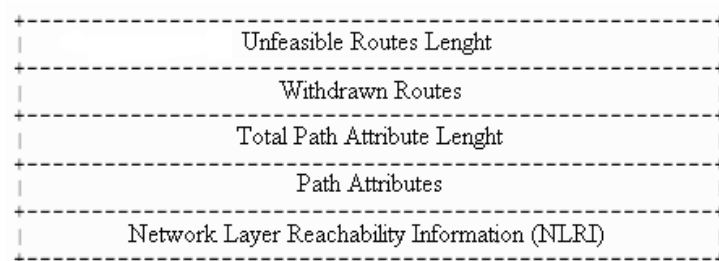 Unfeasible Routes Lenght
Withdrawn Routes
Total Path Attribute Lenght
Path Attributes
Network Layer Reachability Information (NLRI)